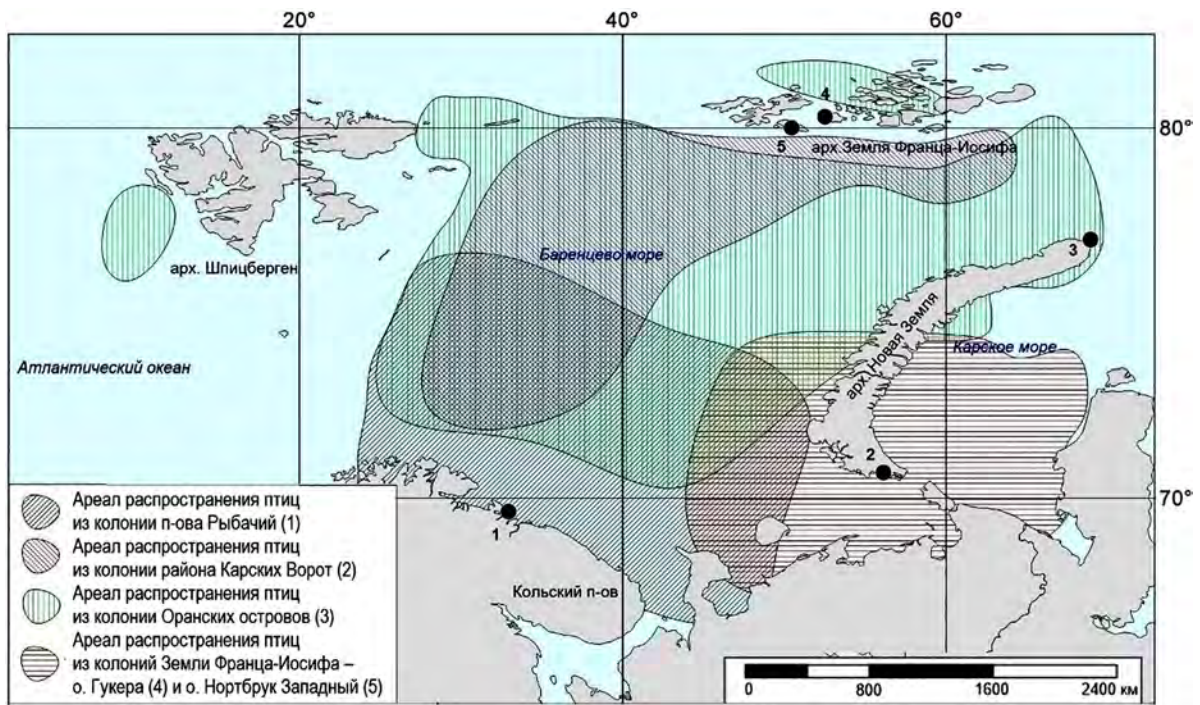 20°
40°
60°
4
80°
5
арх.Земля Франца-Иосифа
Баренцево море
3
арх. Шпицберген
арх. Новая Земля
Карское море
Атлантический океан
2
70°
1
Кольский п-ов
Ареал распространения птиц
из колонии п-ова Рыбачий (1)
Ареал распространения птиц
из колонии района Карских Ворот (2)
Ареал распространения птиц
из колонии Оранских островов (3)
Ареал распространения птиц
из колоний Земли Франца-Иосифа –
о. Гукера (4) и о. Нортбрук Западный (5)
0 800 1600 2400 км